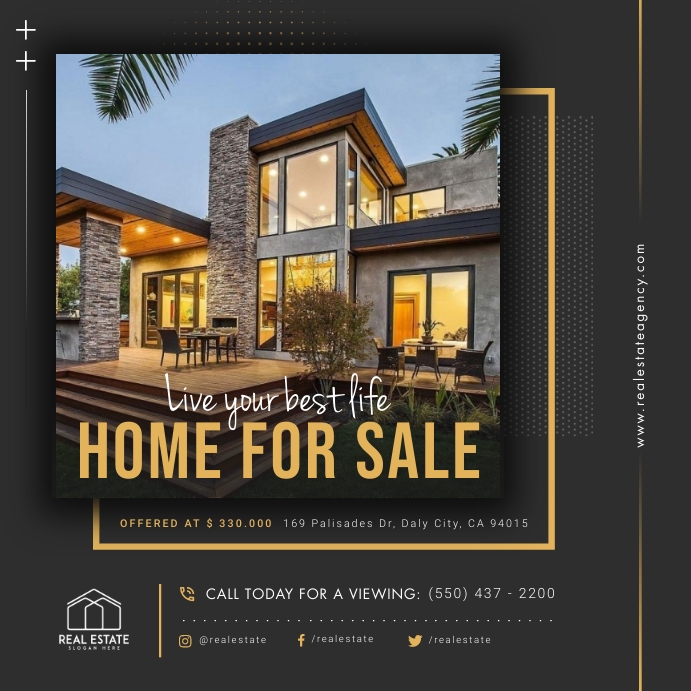 Live your best life
HOME FOR SALE
OFFERED AT $ 330.000 169 Palisades Dr, Daly City, CA 94015
www.realestateagency.com
REAL ESTATE
SLOGAN HERE
CALL TODAY FOR A VIEWING: (550) 437 - 2200
@realestate /realestate /realestate